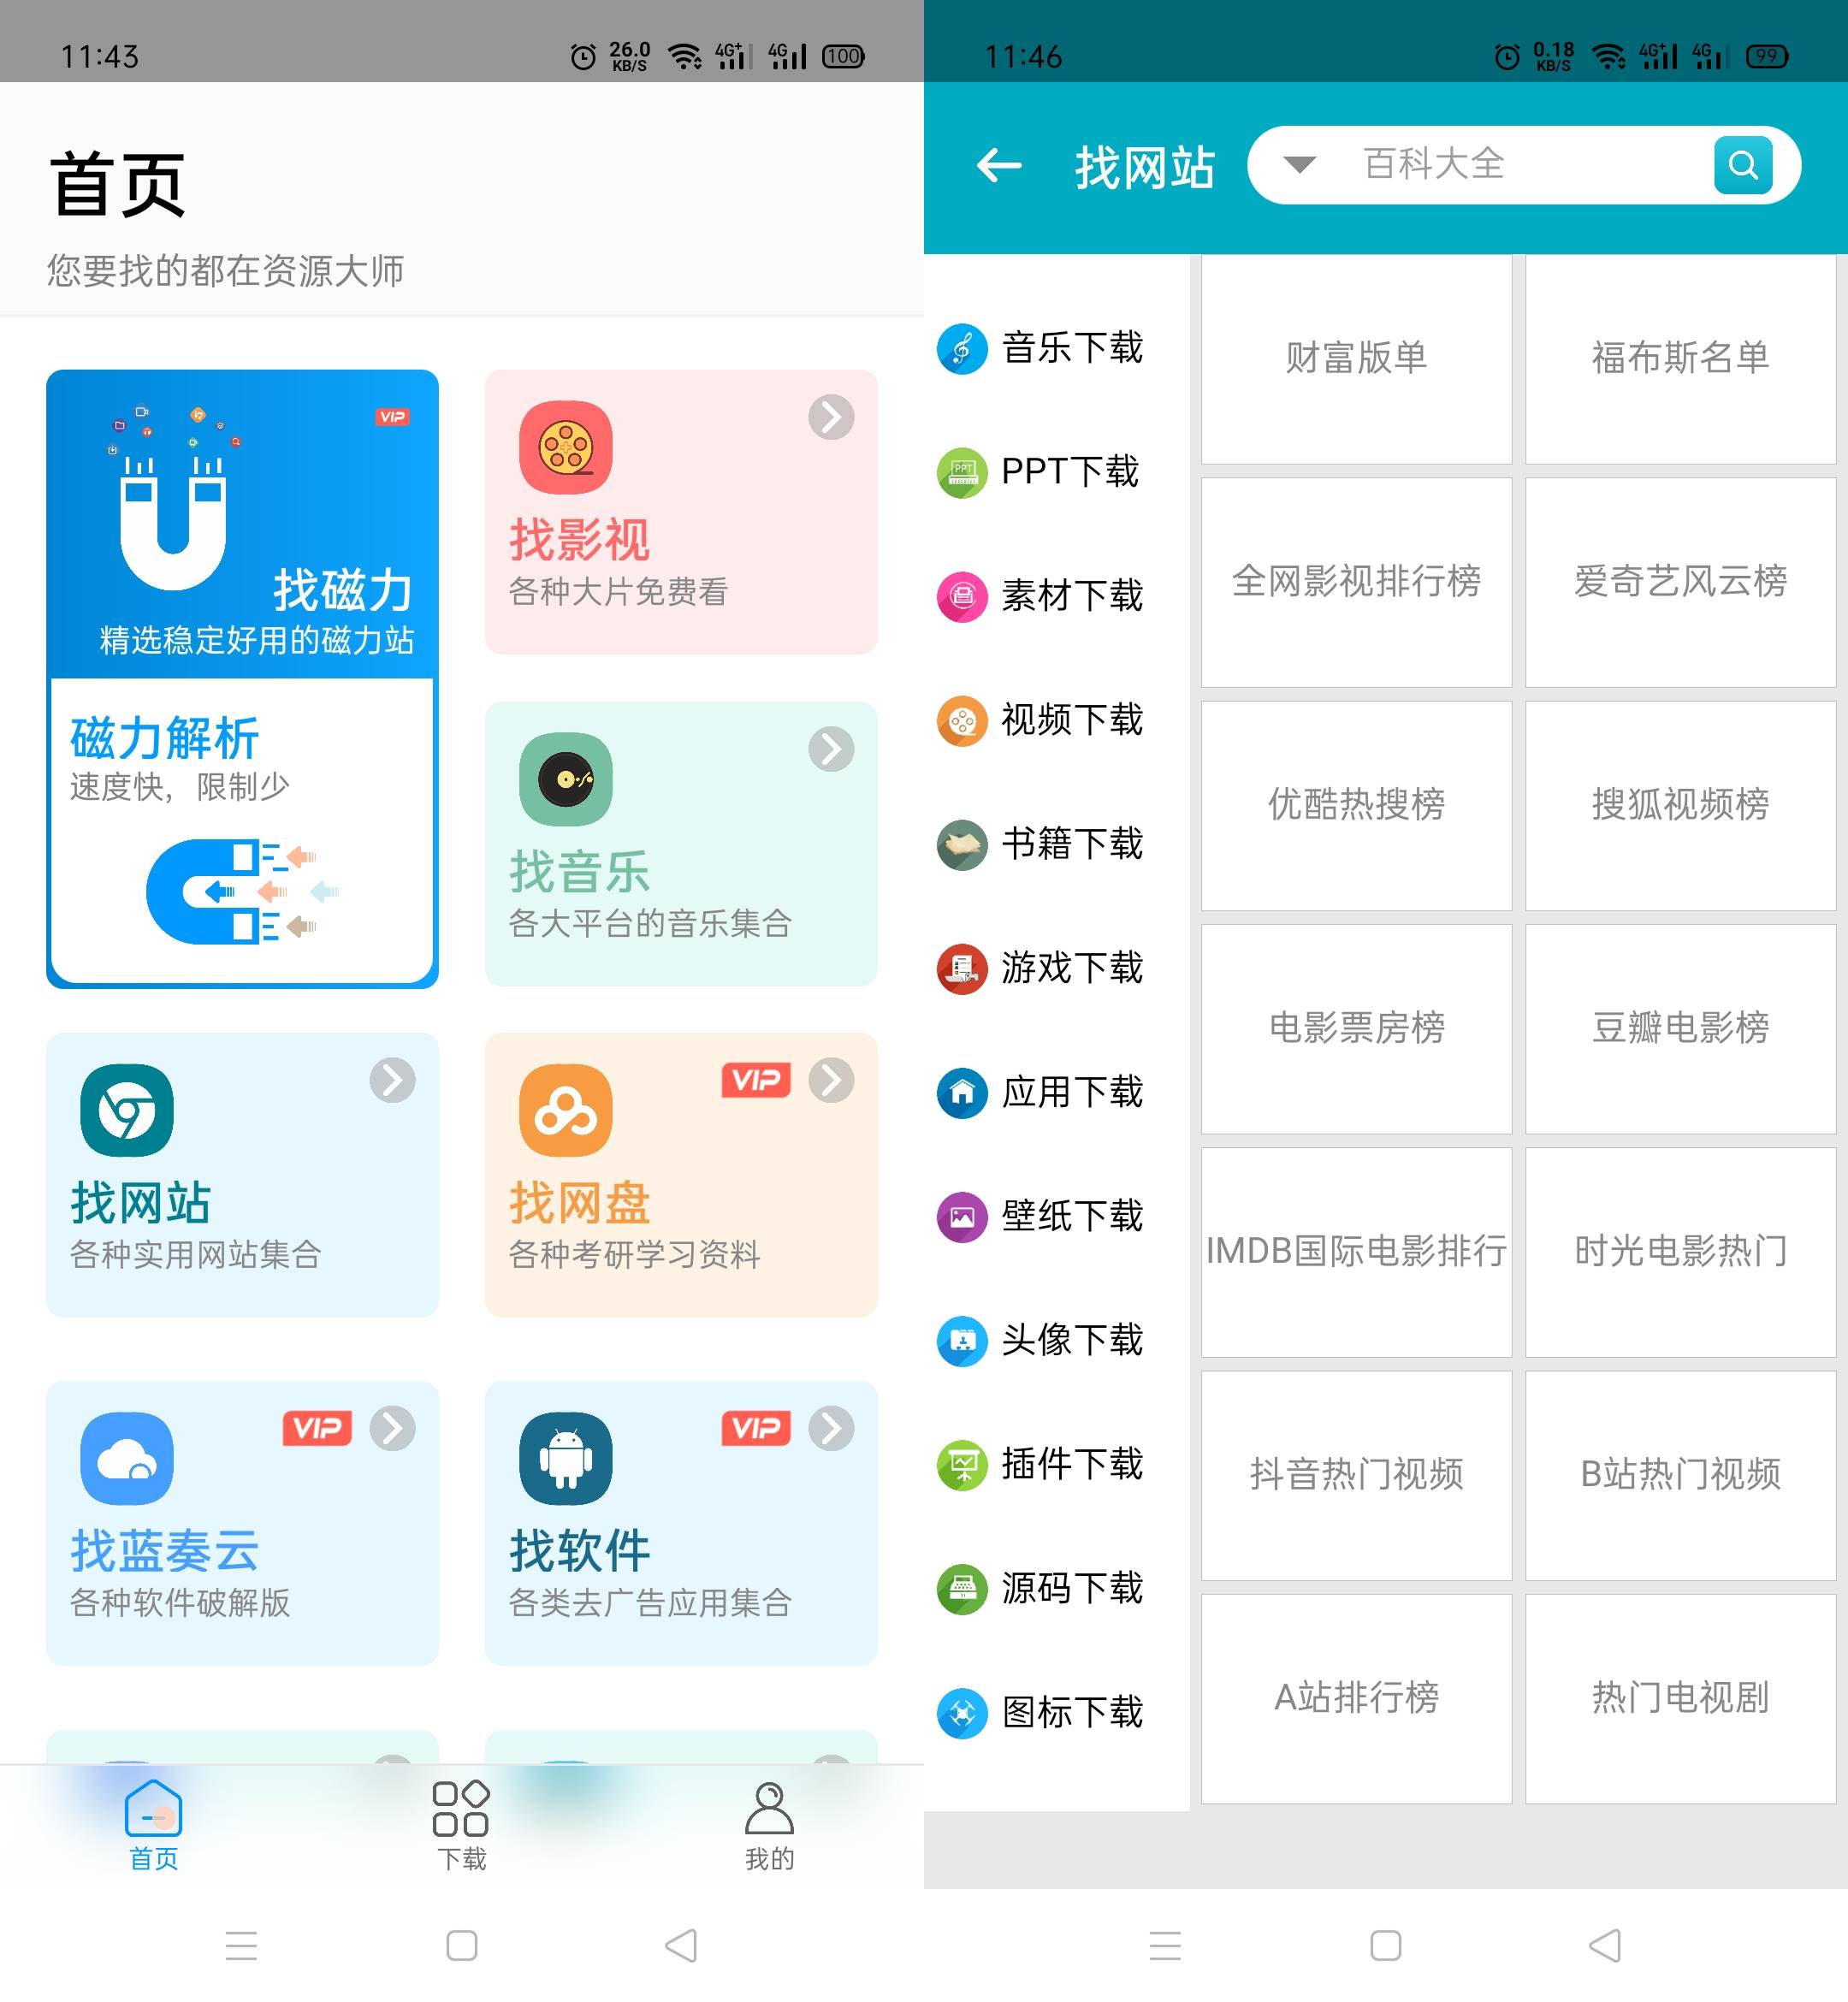 11:43
26.0
KB/S
4G+
4G
100
首页
您要找的都在资源大师
VIP
找磁力
精选稳定好用的磁力站
磁力解析
速度快，限制少
找影视
各种大片免费看
找音乐
各大平台的音乐集合
找网站
各种实用网站集合
VIP
找网盘
各种考研学习资料
VIP
找蓝奏云
各种软件破解版
VIP
找软件
各类去广告应用集合
首页
下载
我的
11:46
0.18
KB/S
4G+
4G
99
找网站
百科大全
音乐下载
PPT
PPT下载
素材下载
视频下载
书籍下载
游戏下载
应用下载
壁纸下载
头像下载
插件下载
源码下载
图标下载
财富版单
福布斯名单
全网影视排行榜
爱奇艺风云榜
优酷热搜榜
搜狐视频榜
电影票房榜
豆瓣电影榜
IMDB国际电影排行
时光电影热门
抖音热门视频
B站热门视频
A站排行榜
热门电视剧